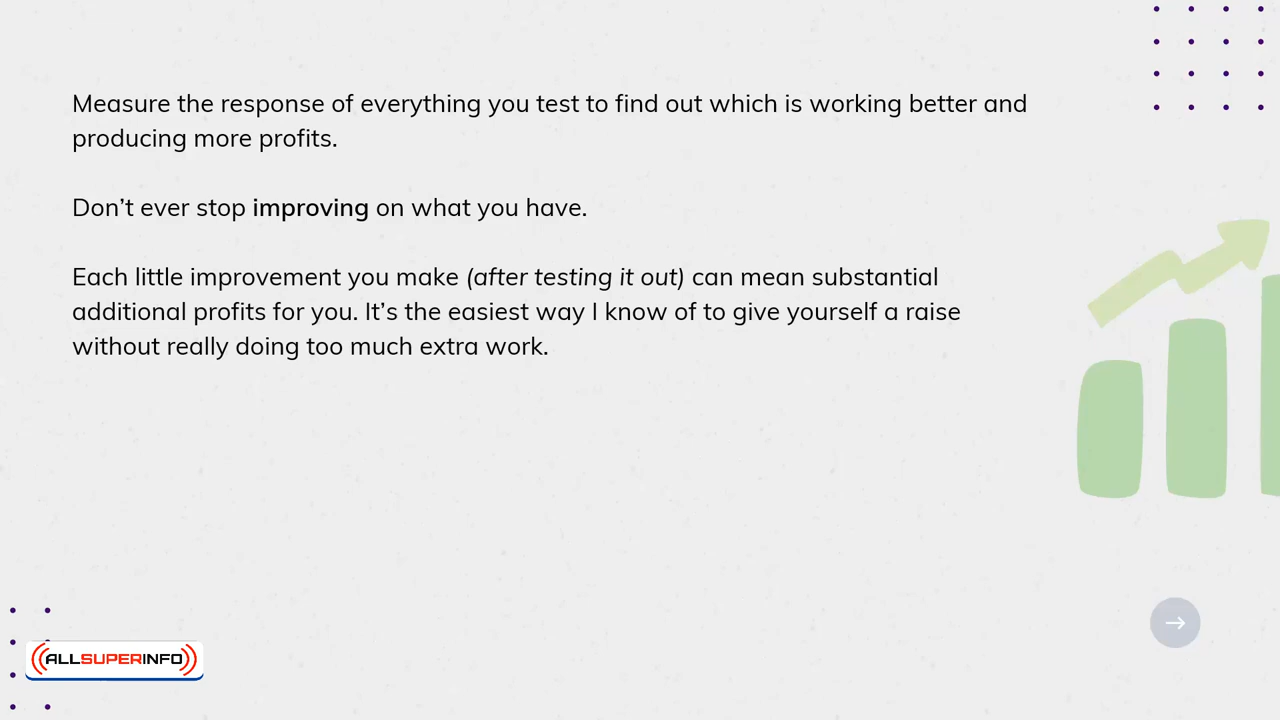 Measure the response of everything you test to find out which is working better and
producing more profits.
Don’t ever stop improving on what you have.
Each little improvement you make (after testing it out) can mean substantial
additional profits for you. It’s the easiest way I know of to give yourself a raise
without really doing too much extra work.
ALLSUPERINFO